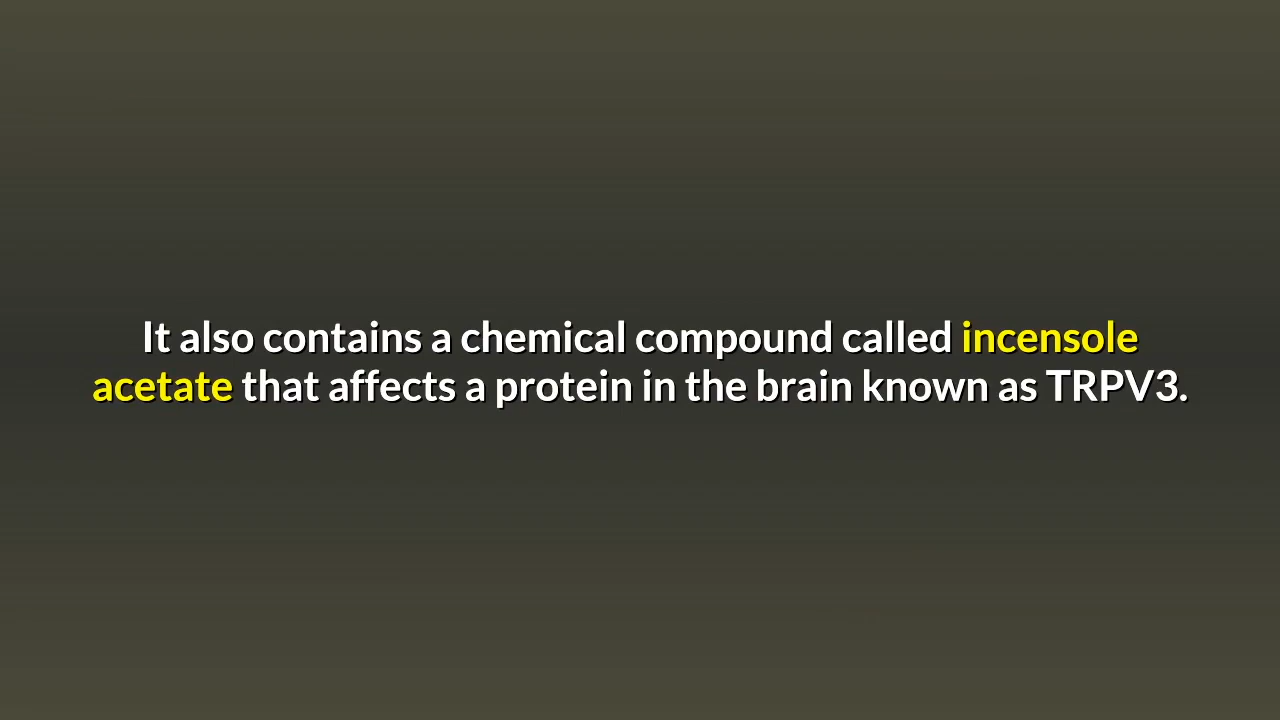 It also contains a chemical compound called incensole
acetate that affects a protein in the brain known as TRPV3.